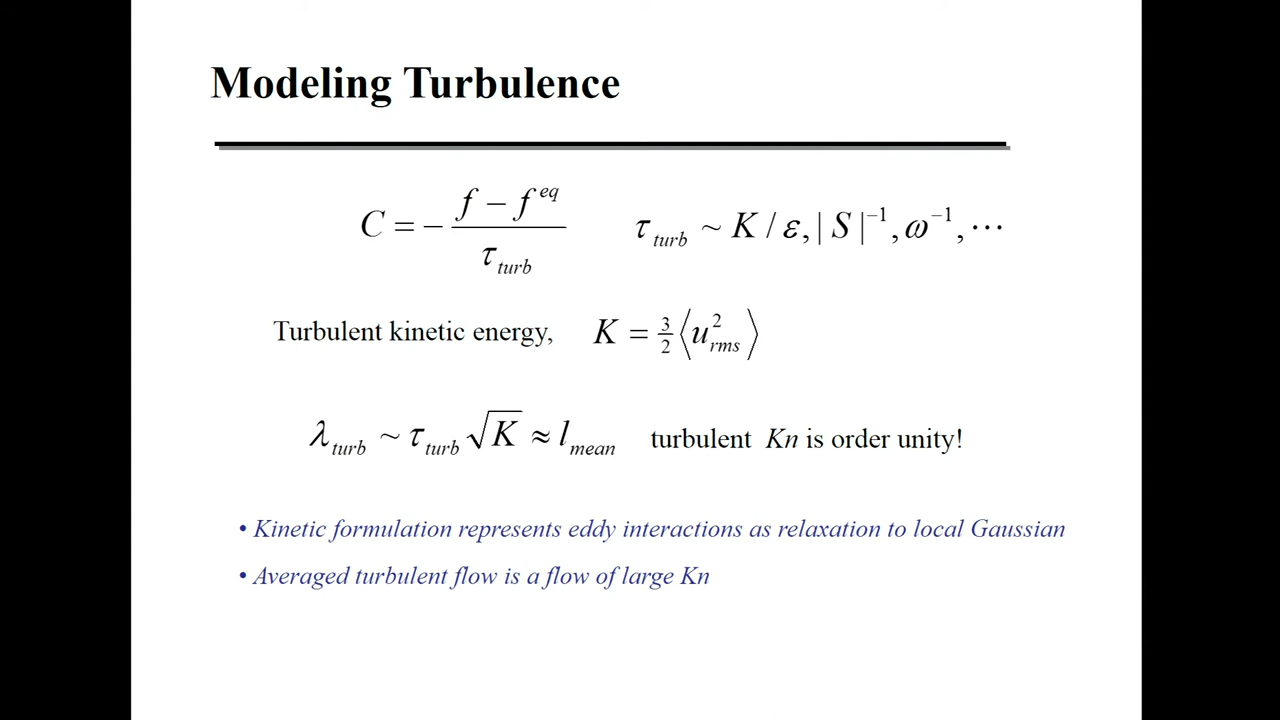 Modeling Turbulence
C = − (f − f^eq) / τ_turb    τ_turb ~ K / ε, | S |^−1, ω^−1, ⋯
Turbulent kinetic energy,    K = 3/2 ⟨u²_rms⟩
λ_turb ~ τ_turb √K ≈ l_mean    turbulent Kn is order unity!
• Kinetic formulation represents eddy interactions as relaxation to local Gaussian
• Averaged turbulent flow is a flow of large Kn